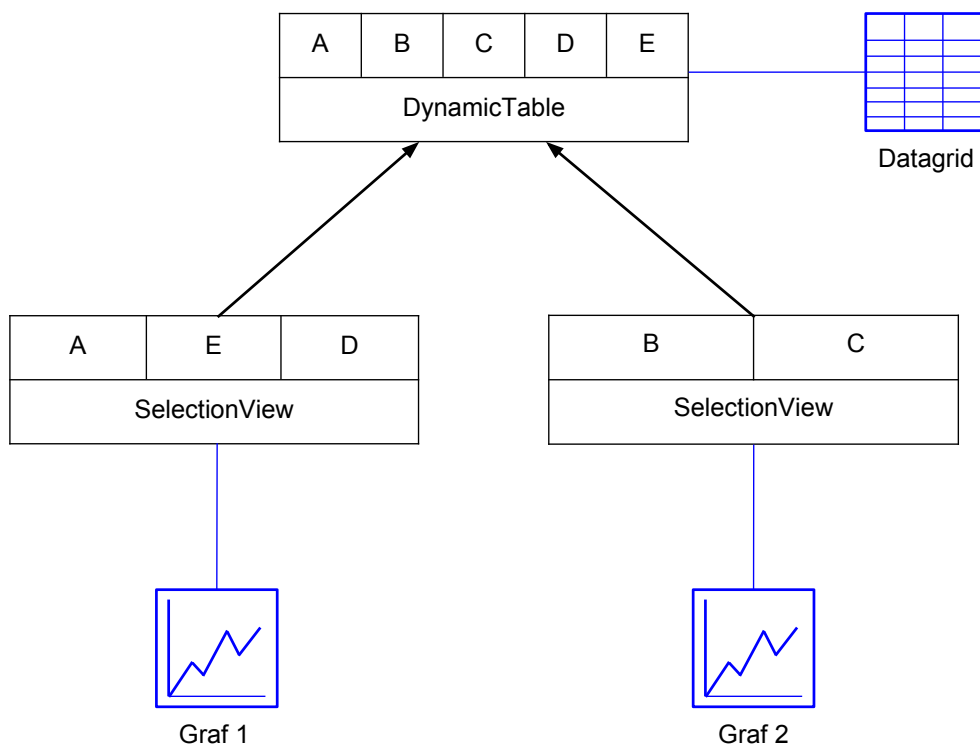 A B C D E
DynamicTable
Datagrid
A E D
SelectionView
B C
SelectionView
Graf 1
Graf 2